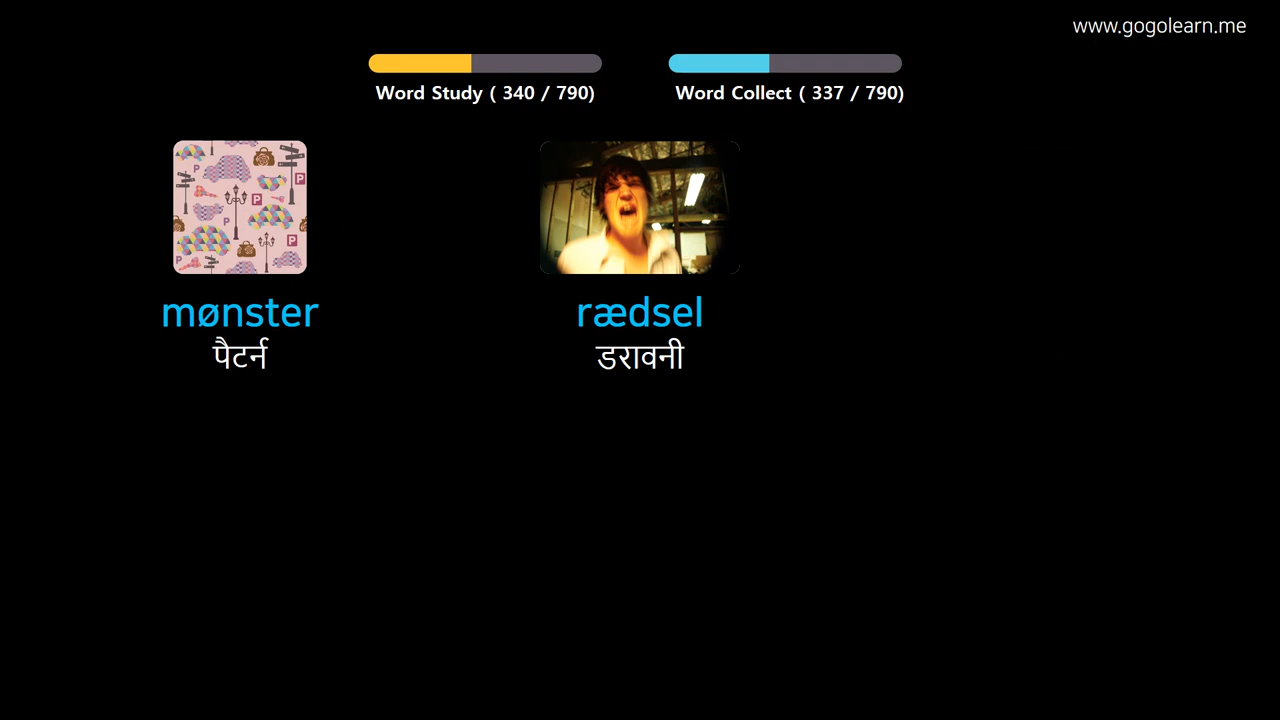 www.gogolearn.me
Word Study ( 340 / 790)
Word Collect ( 337 / 790)
P
P
P
P
P
P
mønster
पैटर्न
rædsel
डरावनी